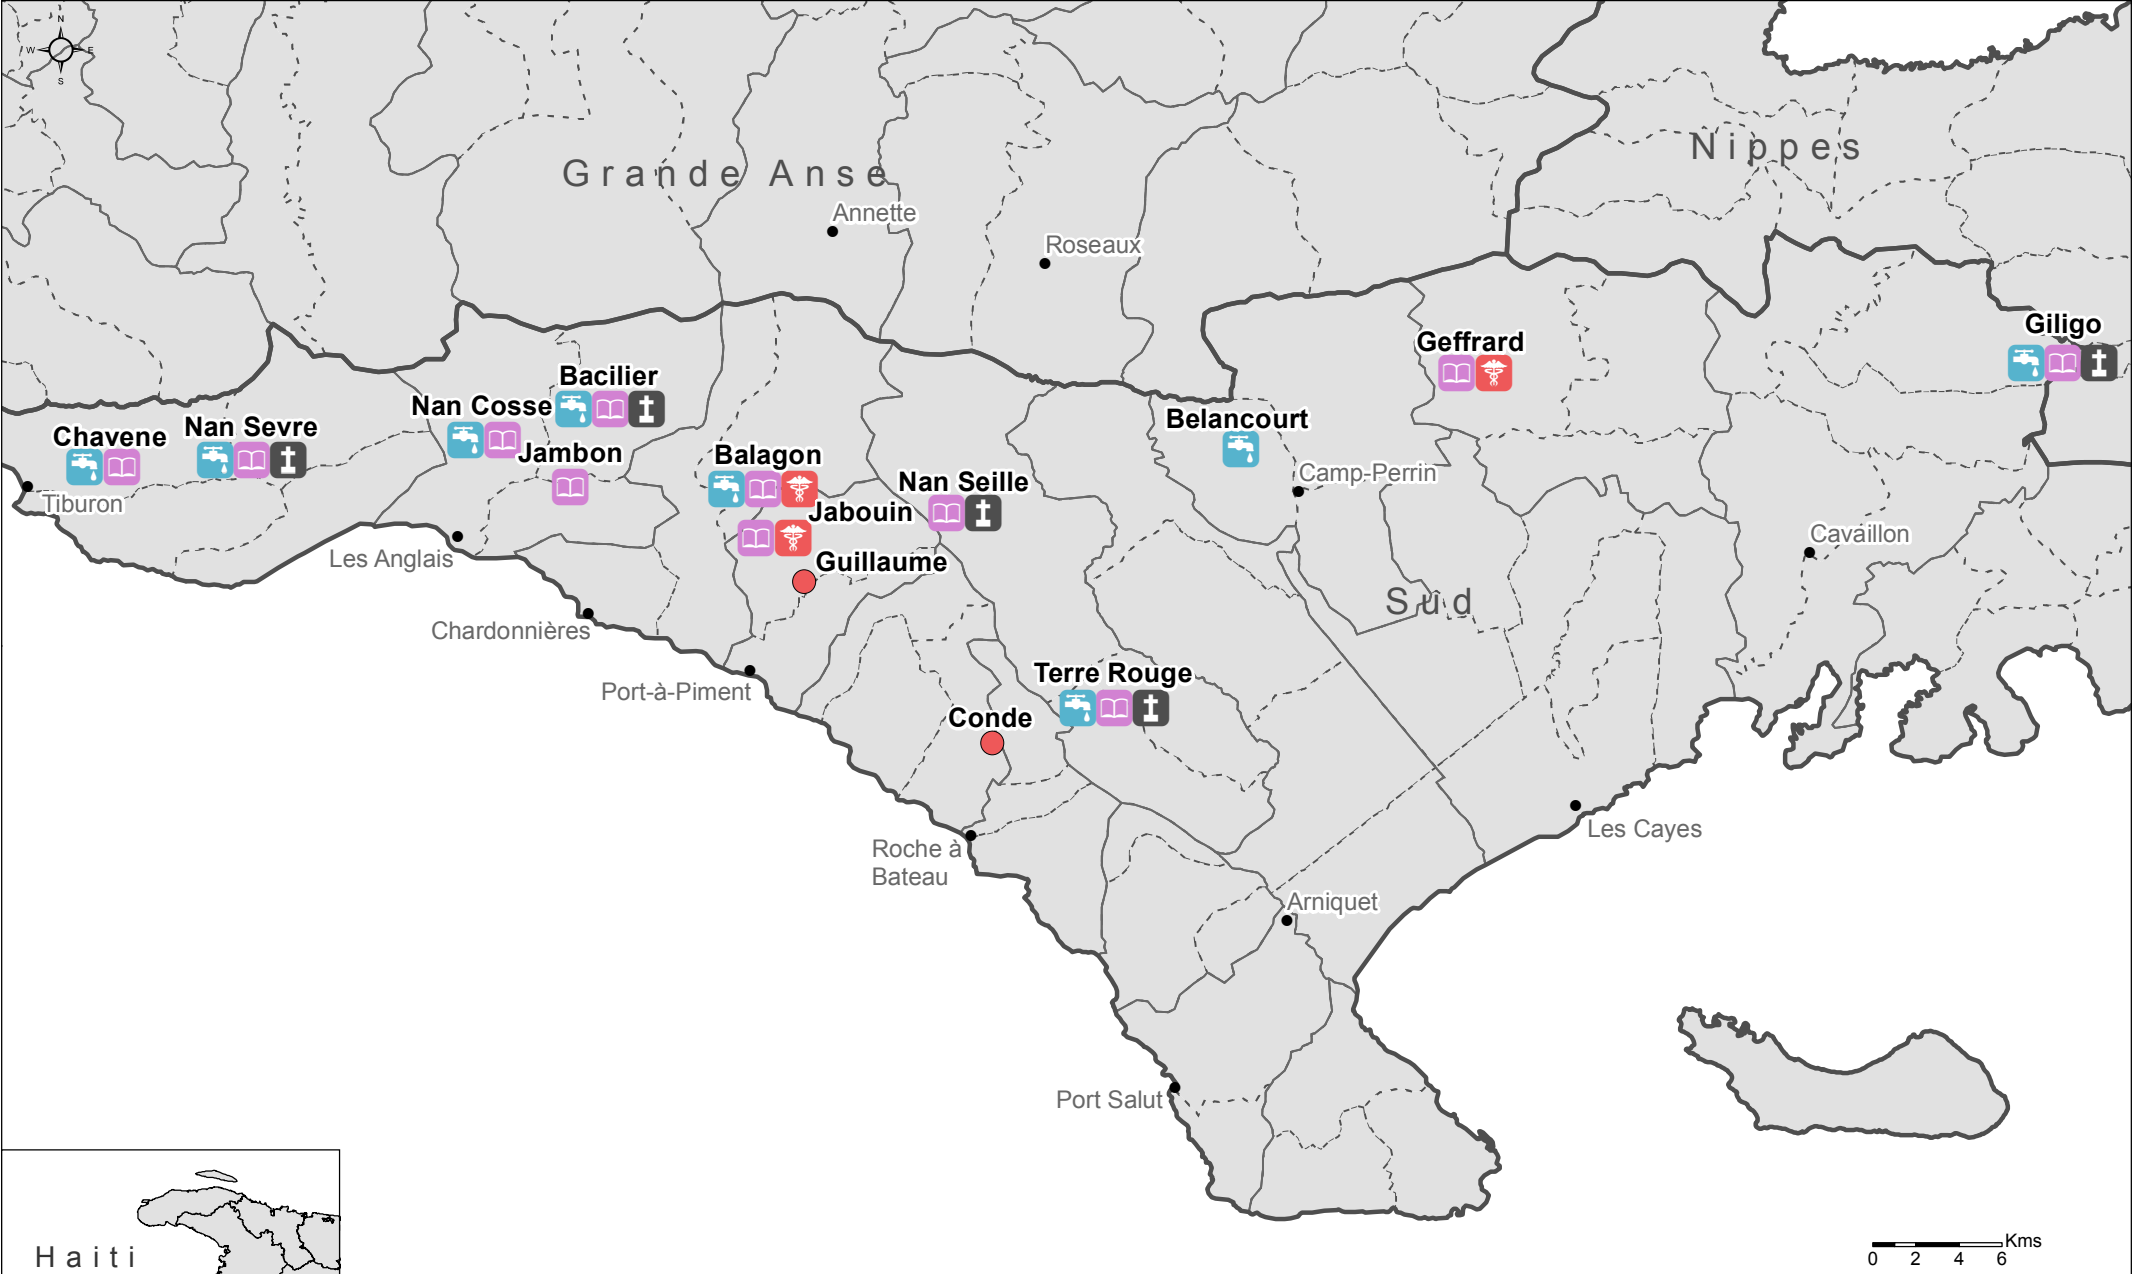 N
W E
S
Grande Anse
Nippes
Annette
Roseaux
Giligo
Geffrard
Bacilier
Nan Cosse
Belancourt
Nan Sevre
Chavene
Jambon
Balagon
Camp-Perrin
Nan Seille
Tiburon
Jabouin
Cavaillon
Les Anglais
Guillaume
Sud
Chardonnières
Terre Rouge
Port-à-Piment
Conde
Les Cayes
Roche à
Bateau
Arniquet
Port Salut
Haiti
Kms
0 2 4 6